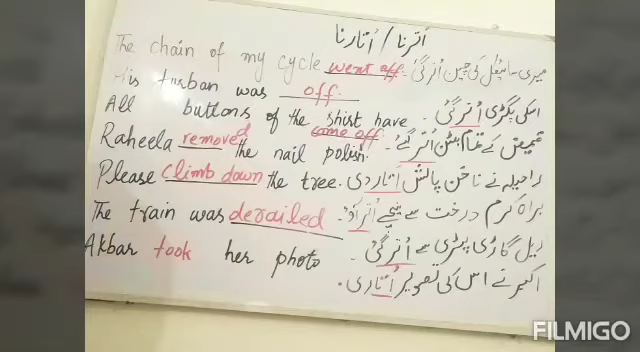 اُترنا / اُتارنا
The chain of my cycle went off. میری سائیکل کی چین اُتر گئی
His turban was off. اسکی پگڑی اُتر گئی۔
All buttons of the shirt have came off. قمیض کے تمام بٹن اُتر گئے۔
Raheela removed the nail polish. راحیلہ نے ناخن پالش اُتار دی
Please climb down the tree. براہ کرم درخت سے نیچے اُتر آؤ۔
The train was derailed ریل گاڑی پٹری سے اُتر گئی۔
Akbar took her photo اکبر نے اس کی تصویر اُتاری۔
FILMIGO